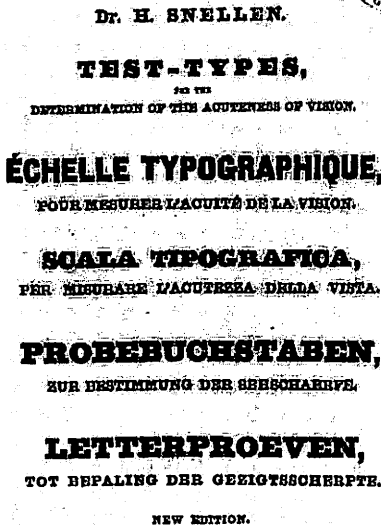 Dr. H. SNELLEN.
TEST-TYPES,
FOR THE
DETERMINATION OF THE ACUTENESS OF VISION.
ÉCHELLE TYPOGRAPHIQUE,
POUR MESURER L'ACUITÉ DE LA VISION.
SCALA TIPOGRAFICA,
PER MISURARE L'ACUTEZZA DELLA VISTA.
PROBEBUCHSTABEN,
ZUR BESTIMMUNG DER SEHSCHAERFE.
LETTERPROEVEN,
TOT BEPALING DER GEZIGTSSCHERPTE.
NEW EDITION.